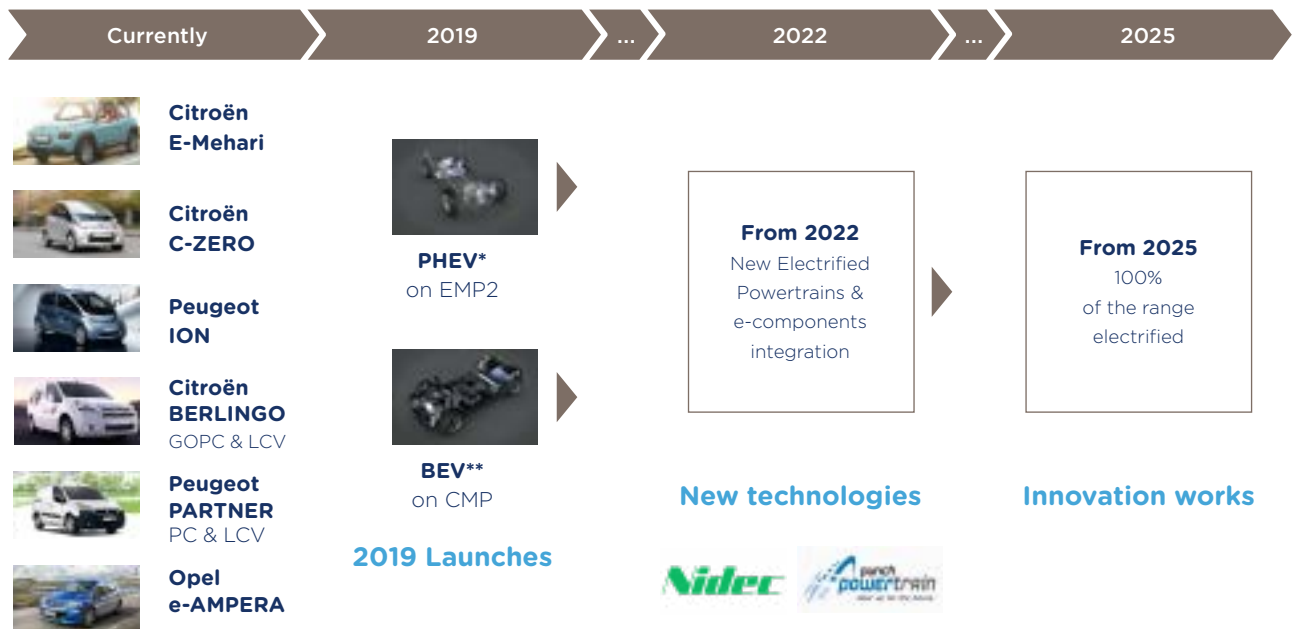 Currently
2019
...
2022
...
2025
Citroën
E-Mehari
Citroën
C-ZERO
Peugeot
ION
Citroën
BERLINGO
GOPC & LCV
Peugeot
PARTNER
PC & LCV
Opel
e-AMPERA
PHEV*
on EMP2
BEV**
on CMP
2019 Launches
From 2022
New Electrified
Powertrains &
e-components
integration
New technologies
Nidec
punch
powertrain
From 2025
100%
of the range
electrified
Innovation works